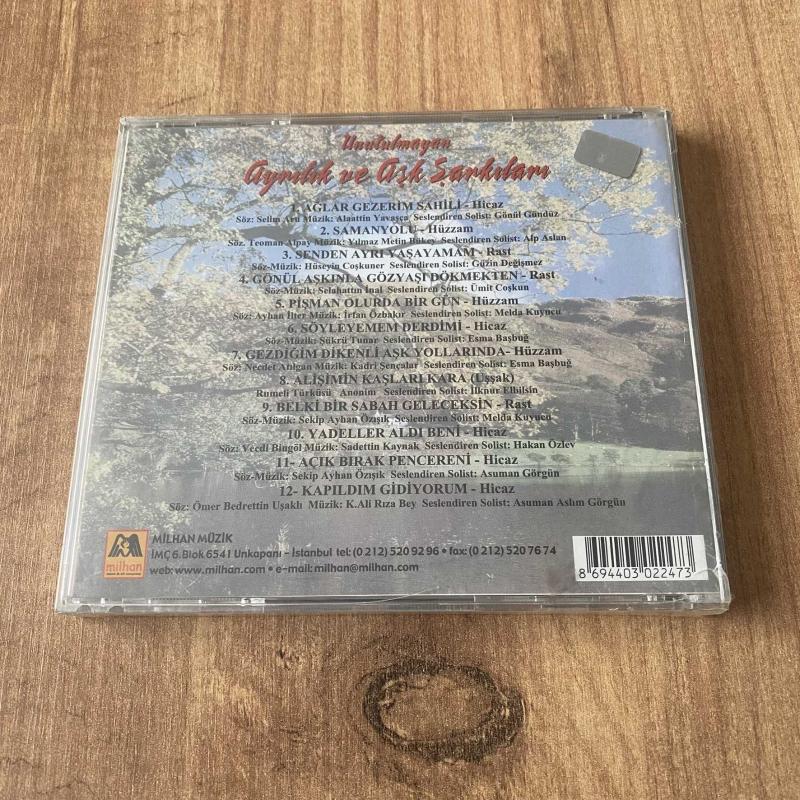 Unutulmayan
Ayrılık ve Aşk Şarkıları
1. AĞLAR GEZERİM SAHİLİ - Hicaz
Söz: Selim Aru Müzik: Alaattin Yavaşça Seslendiren Solist: Gönül Gündüz
2. SAMANYOLU - Hüzzam
Söz. Teoman Alpay Müzik: Yılmaz Metin Bükey Seslendiren Solist: Alp Aslan
3. SENDEN AYRI YAŞAYAMAM - Rast
Söz-Müzik: Hüseyin Coşkuner Seslendiren Solist: Güzin Değişmez
4. GÖNÜL AŞKINLA GÖZYAŞI DÖKMEKTEN - Rast
Söz-Müzik: Selahattin İnal Seslendiren Solist: Ümit Coşkun
5. PİŞMAN OLURDA BİR GÜN - Hüzzam
Söz: Ayhan İlter Müzik: İrfan Özbakır Seslendiren Solist: Melda Kuyucu
6. SÖYLEYEMEM DERDİMİ - Hicaz
Söz-Müzik: Şükrü Tunar Seslendiren Solist: Esma Başbuğ
7. GEZDİĞİM DİKENLİ AŞK YOLLARINDA- Hüzzam
Söz: Necdet Atılgan Müzik: Kadri Şençalar Seslendiren Solist: Esma Başbuğ
8. ALİŞİMİN KAŞLARI KARA (Uşşak)
Rumeli Türküsü Anonim Seslendiren Solist: İlknur Elbilsin
9. BELKİ BİR SABAH GELECEKSİN - Rast
Söz-Müzik: Sekip Ayhan Özışık Seslendiren Solist: Melda Kuyucu
10. YADELLER ALDI BENİ - Hicaz
Söz: Vecdi Bingöl Müzik: Sadettin Kaynak Seslendiren Solist: Hakan Özlev
11- AÇIK BIRAK PENCERENİ - Hicaz
Söz-Müzik: Sekip Ayhan Özışık Seslendiren Solist: Asuman Görgün
12- KAPILDIM GİDİYORUM - Hicaz
Söz: Ömer Bedrettin Uşaklı Müzik: K.Ali Rıza Bey Seslendiren Solist: Asuman Aslım Görgün
milhan
MİLHAN MÜZİK
İMÇ 6. Blok 6541 Unkapanı - İstanbul tel: (0 212) 520 92 96 • fax: (0 212) 520 76 74
web: www.milhan.com • e-mail: milhan@milhan.com
8 694403 022473